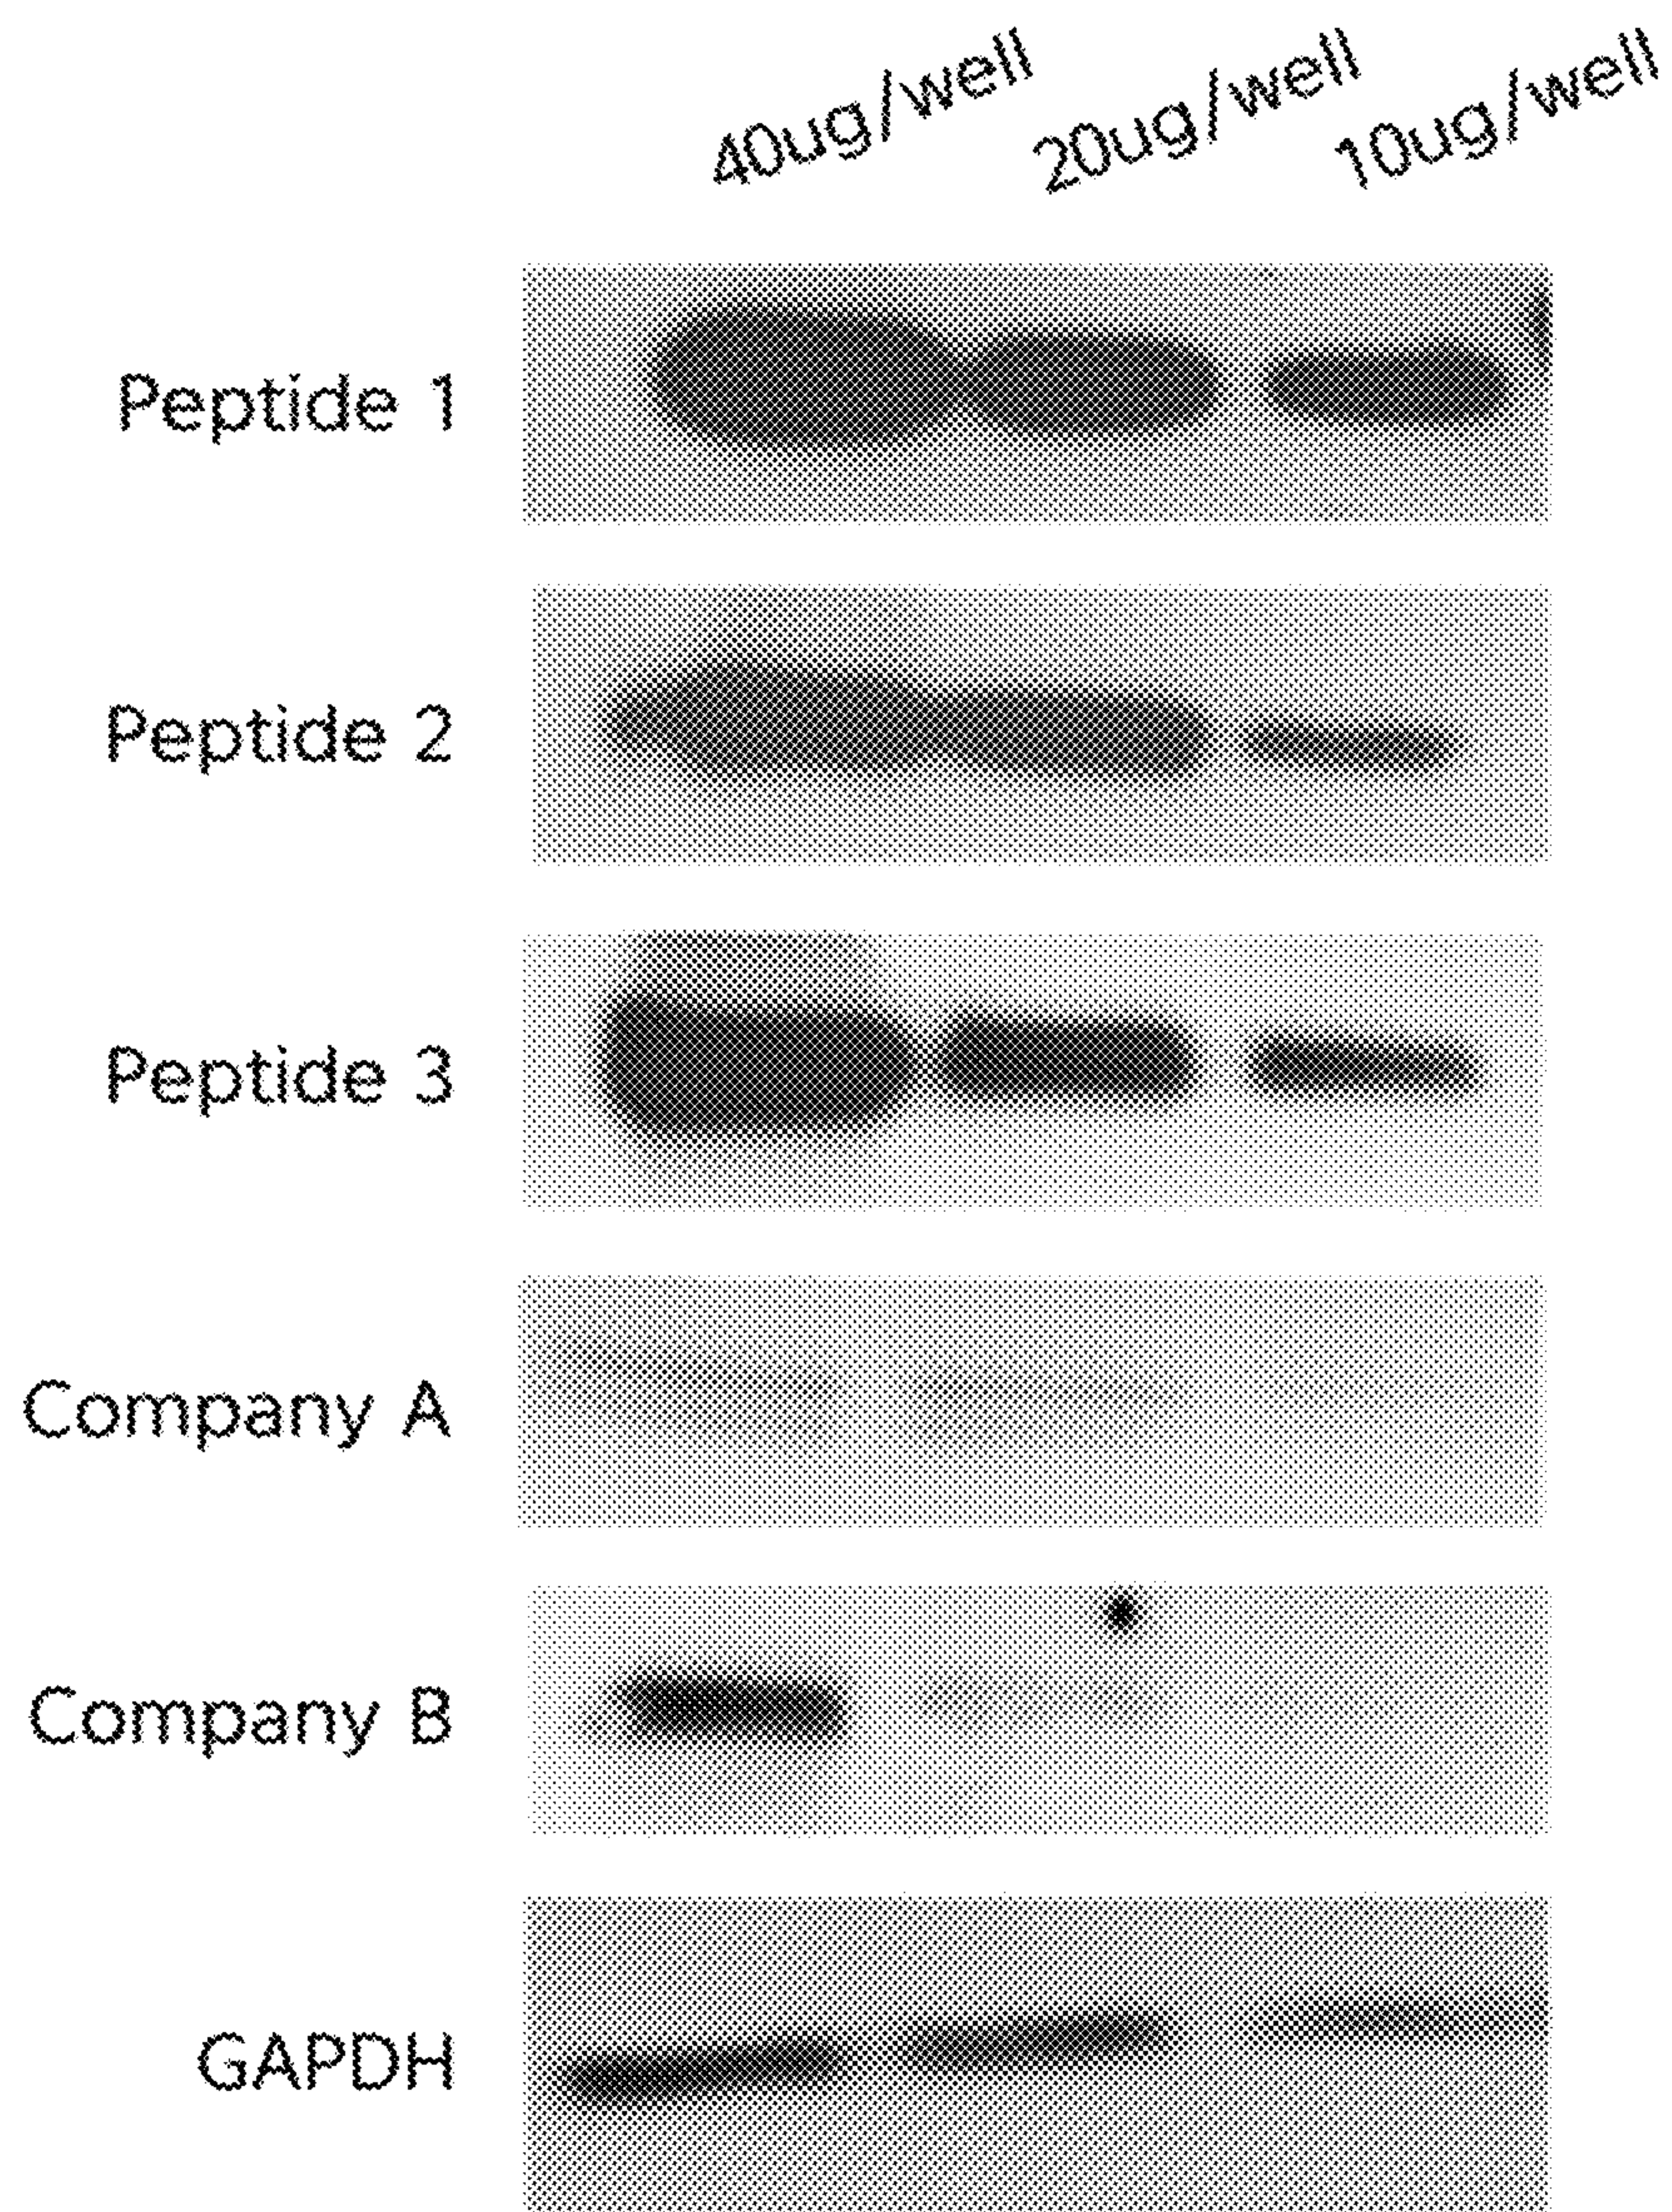 40ug/well 20ug/well 10ug/well
Peptide 1
Peptide 2
Peptide 3
Company A
Company B
GAPDH